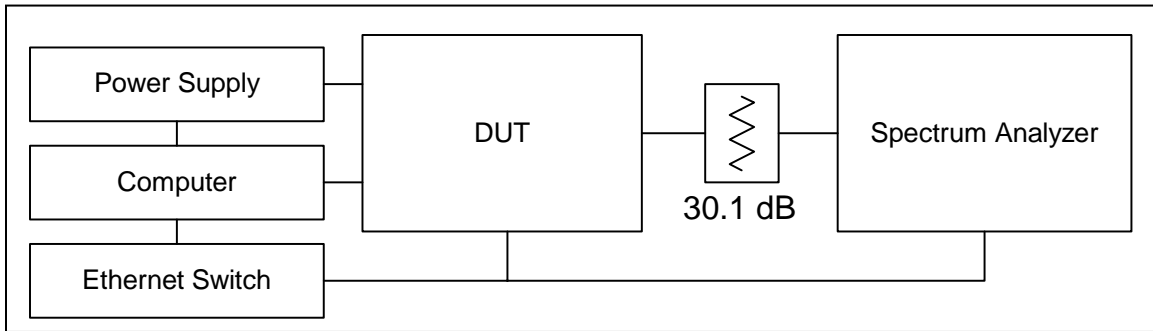 Power Supply
Computer
Ethernet Switch
DUT
30.1 dB
Spectrum Analyzer